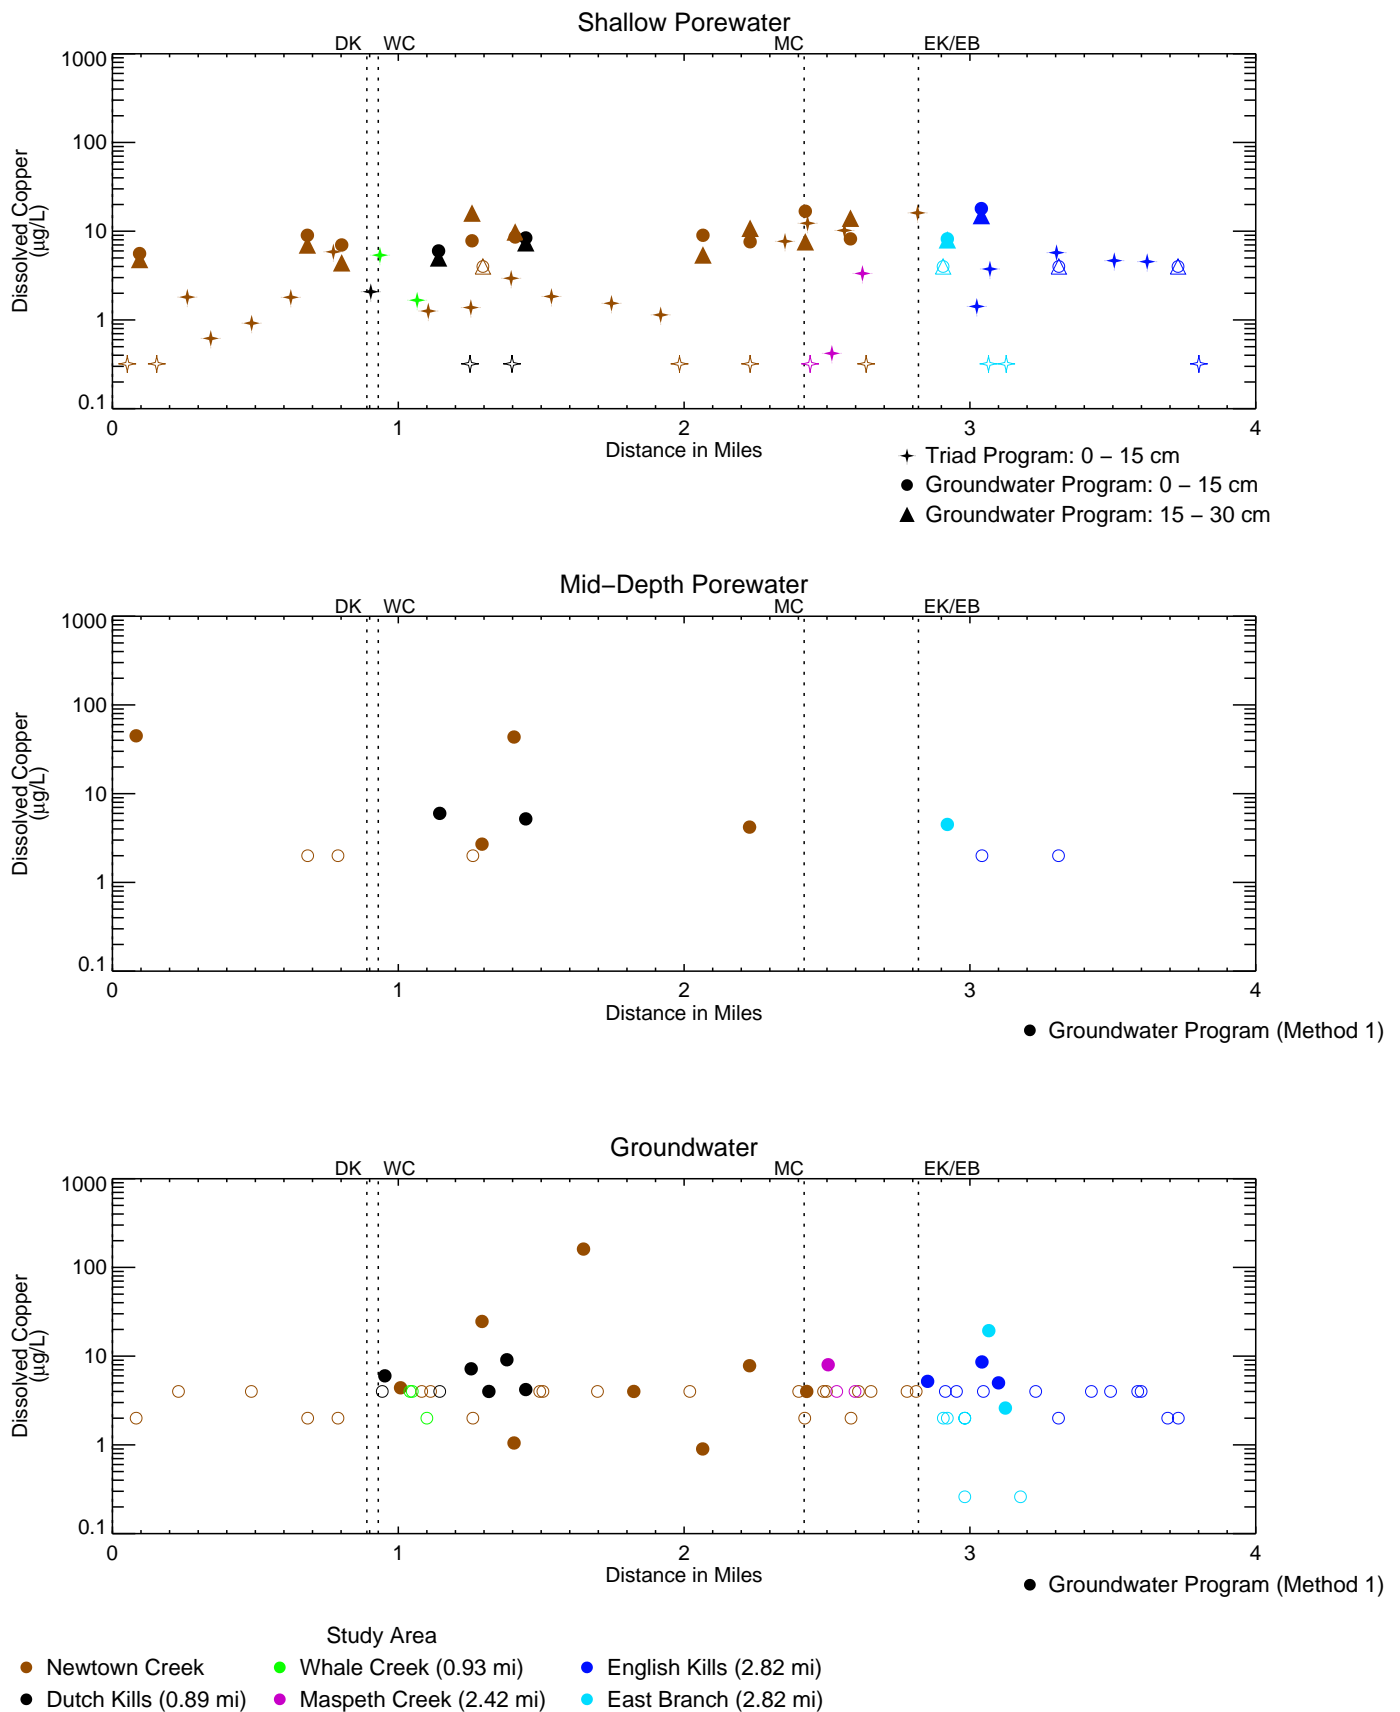 Shallow Porewater
DK WC MC EK/EB
1000
100
10
1
0.1
Dissolved Copper
(µg/L)
0 1 2 3 4
Distance in Miles
Triad Program: 0 – 15 cm
Groundwater Program: 0 – 15 cm
Groundwater Program: 15 – 30 cm
Mid–Depth Porewater
DK WC MC EK/EB
1000
100
10
1
0.1
Dissolved Copper
(µg/L)
0 1 2 3 4
Distance in Miles
Groundwater Program (Method 1)
Groundwater
DK WC MC EK/EB
1000
100
10
1
0.1
Dissolved Copper
(µg/L)
0 1 2 3 4
Distance in Miles
Groundwater Program (Method 1)
Study Area
Newtown Creek Whale Creek (0.93 mi) English Kills (2.82 mi)
Dutch Kills (0.89 mi) Maspeth Creek (2.42 mi) East Branch (2.82 mi)